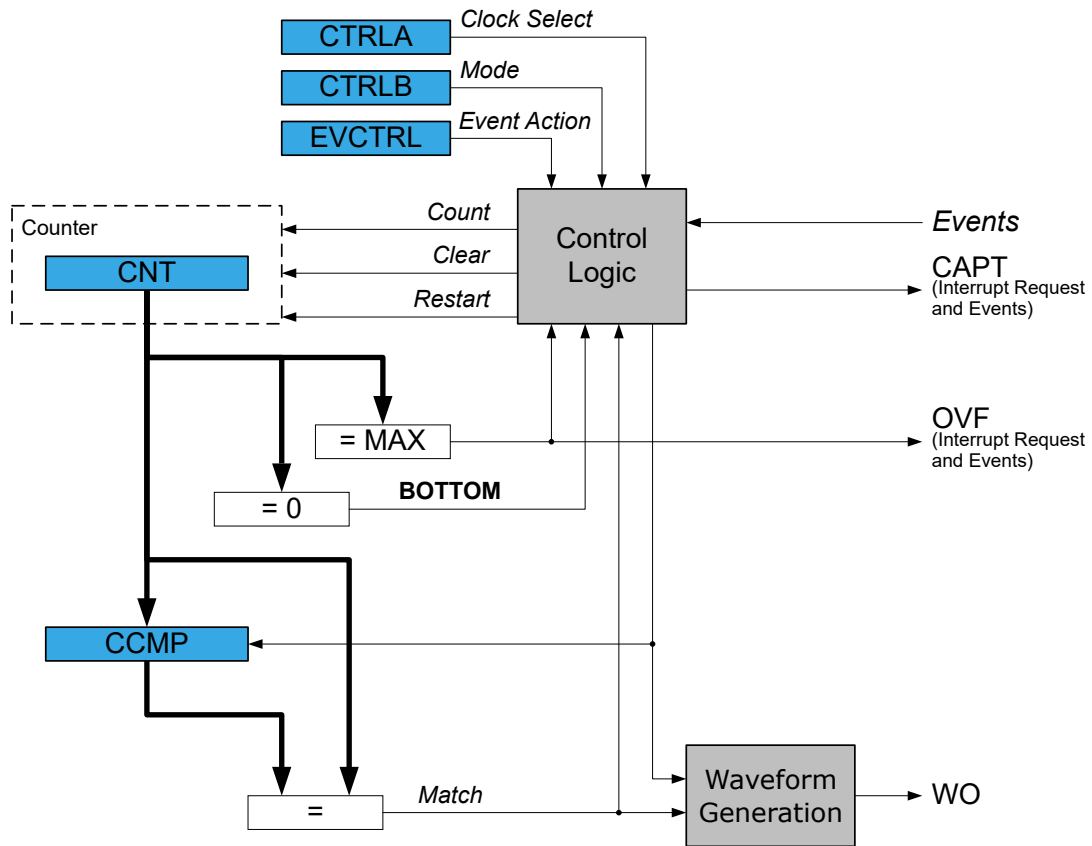 CTRLA
Clock Select
CTRLB
Mode
EVCTRL
Event Action
Counter
CNT
Count
Clear
Restart
Control
Logic
Events
CAPT
(Interrupt Request
and Events)
= MAX
OVF
(Interrupt Request
and Events)
= 0
BOTTOM
CCMP
=
Match
Waveform
Generation
WO